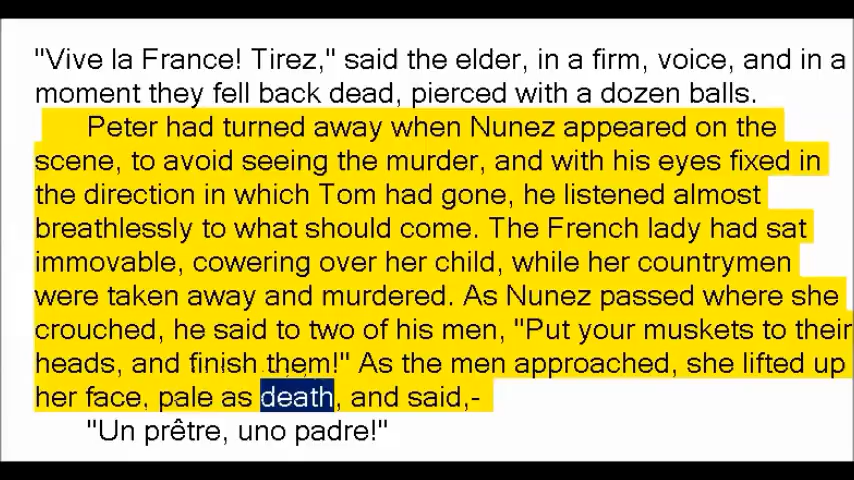 "Vive la France! Tirez," said the elder, in a firm, voice, and in a
moment they fell back dead, pierced with a dozen balls.
Peter had turned away when Nunez appeared on the
scene, to avoid seeing the murder, and with his eyes fixed in
the direction in which Tom had gone, he listened almost
breathlessly to what should come. The French lady had sat
immovable, cowering over her child, while her countrymen
were taken away and murdered. As Nunez passed where she
crouched, he said to two of his men, "Put your muskets to their
heads, and finish them!" As the men approached, she lifted up
her face, pale as death, and said,-
"Un prêtre, uno padre!"